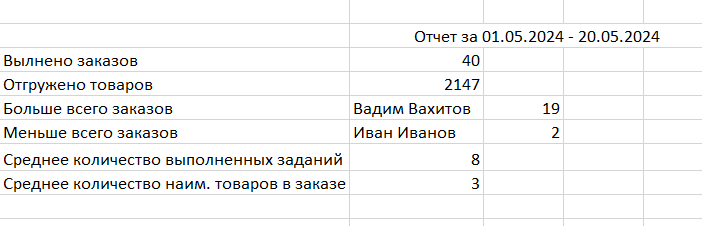 Отчет за 01.05.2024 - 20.05.2024
Вылнено заказов 40
Отгружено товаров 2147
Больше всего заказов Вадим Вахитов 19
Меньше всего заказов Иван Иванов 2
Среднее количество выполненных заданий 8
Среднее количество наим. товаров в заказе 3